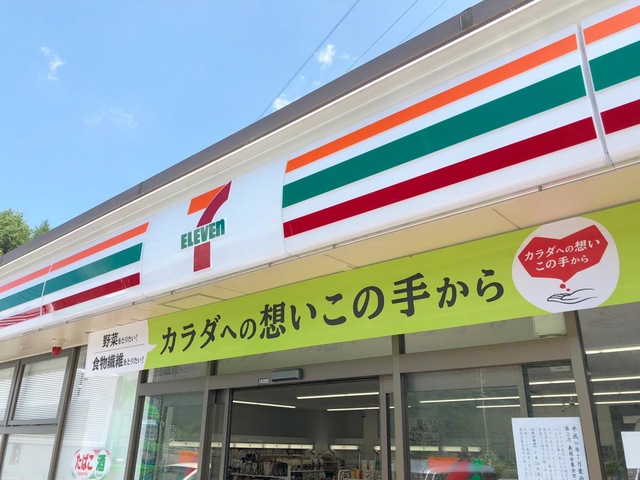 7
ELEVEn
カラダへの想い
この手から
野菜をとりたい!
食物繊維をとりたい!
カラダへの想いこの手から
たばこ 酒